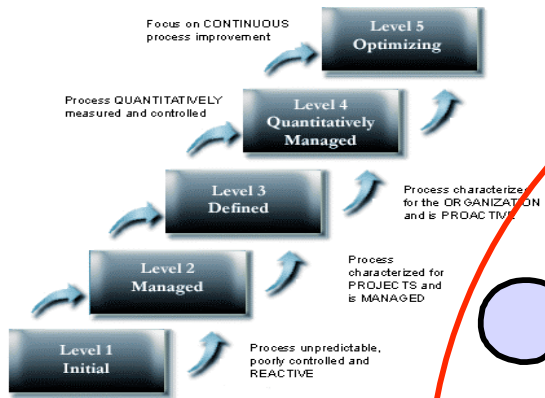 Focus on CONTINUOUS
process improvement
Level 5
Optimizing
Process QUANTITATIVELY
measured and controlled
Level 4
Quantitatively
Managed
Level 3
Defined
Process characterized
for the ORGANIZATION
and is PROACTIVE
Level 2
Managed
Process
characterized for
PROJECTS and
is MANAGED
Level 1
Initial
Process unpredictable,
poorly controlled and
REACTIVE